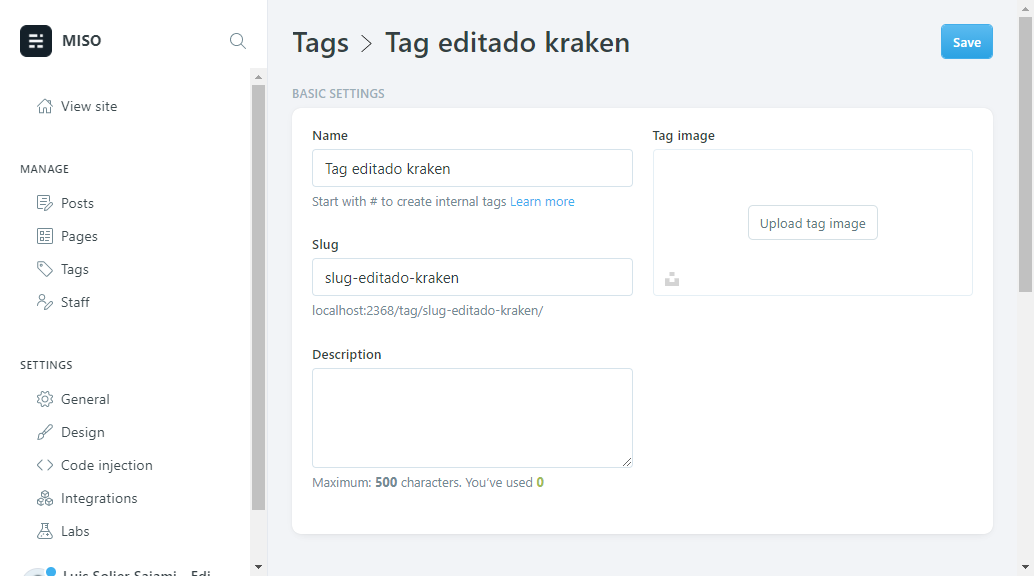 MISO
View site
MANAGE
Posts
Pages
Tags
Staff
SETTINGS
General
Design
Code injection
Integrations
Labs
Tags > Tag editado kraken
Save
BASIC SETTINGS
Name
Tag editado kraken
Start with # to create internal tags Learn more
Slug
slug-editado-kraken
localhost:2368/tag/slug-editado-kraken/
Description
Maximum: 500 characters. You've used 0
Tag image
Upload tag image